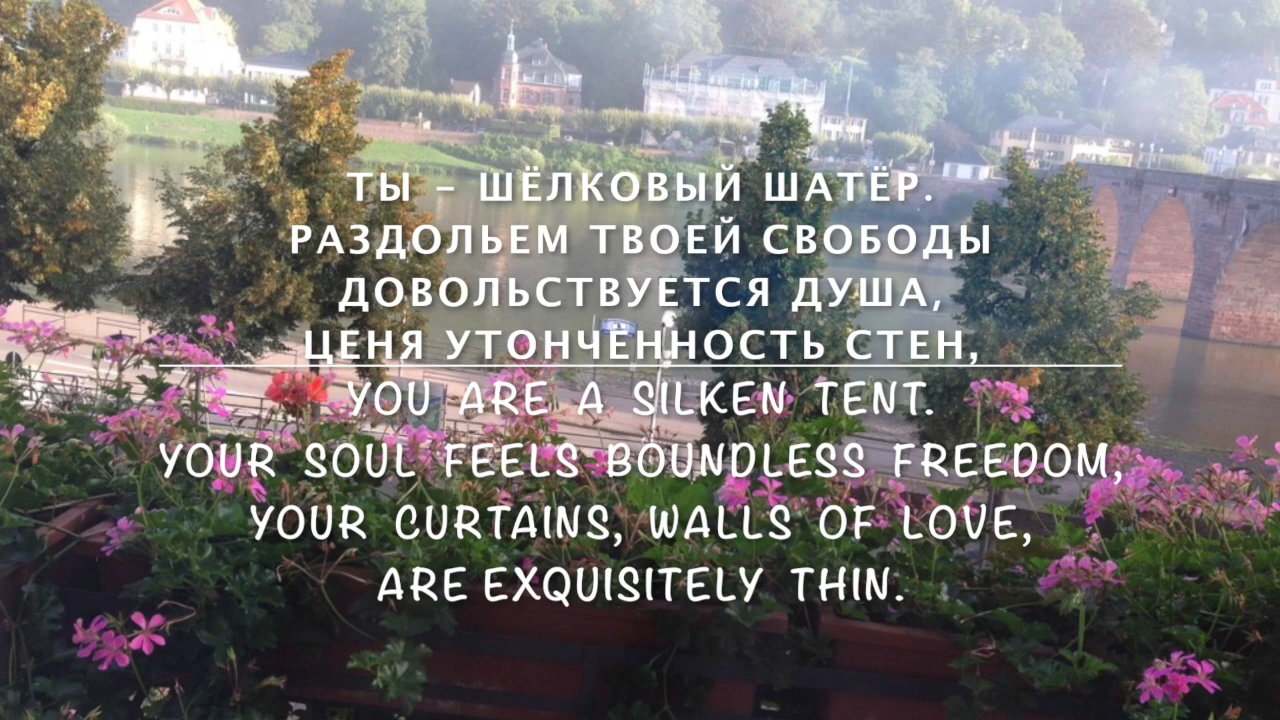 ТЫ – ШЁЛКОВЫЙ ШАТЁР.
РАЗДОЛЬЕМ ТВОЕЙ СВОБОДЫ
ДОВОЛЬСТВУЕТСЯ ДУША,
ЦЕНЯ УТОНЧЕННОСТЬ СТЕН,
YOU ARE A SILKEN TENT.
YOUR SOUL FEELS BOUNDLESS FREEDOM,
YOUR CURTAINS, WALLS OF LOVE,
ARE EXQUISITELY THIN.